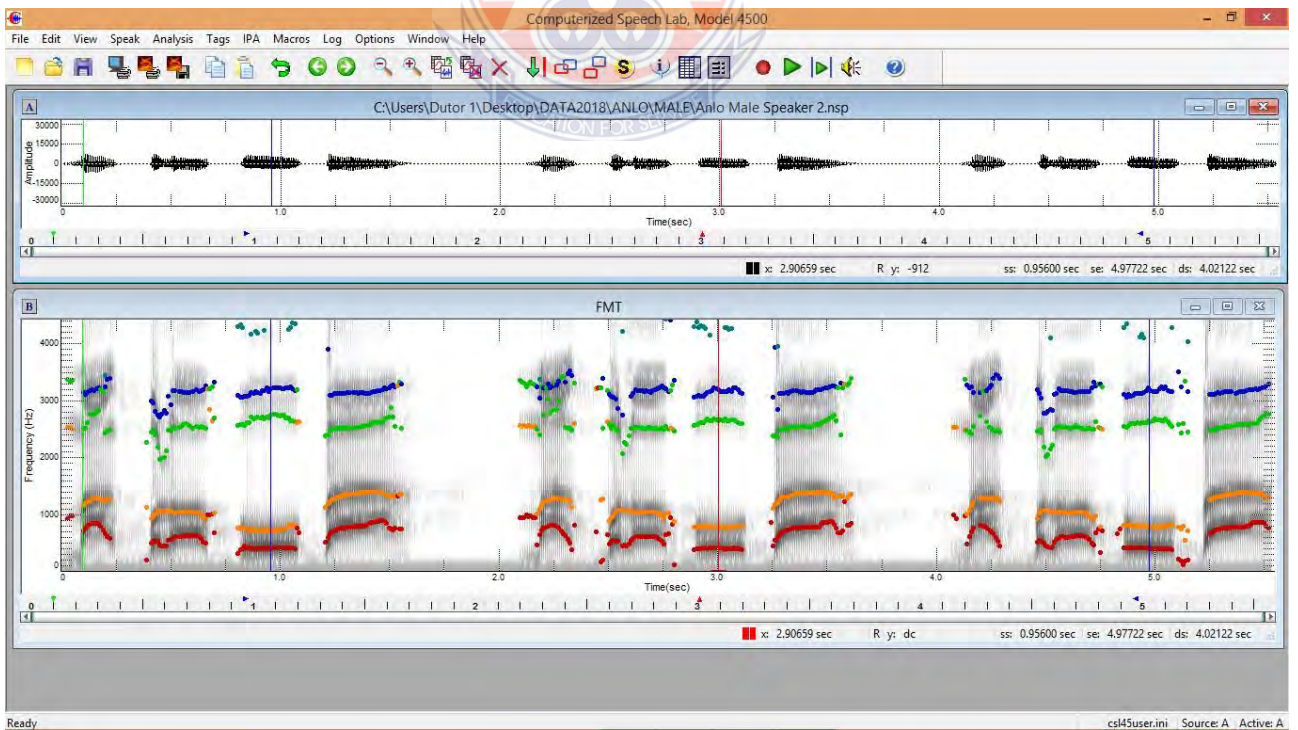 Computerized Speech Lab, Model 4500
File Edit View Speak Analysis Tags IPA Macros Log Options Window Help
A
C:\Users\Dutor 1\Desktop\DATA2018\ANLO\MALE\Anlo Male Speaker 2.nsp
30000
15000
0
-15000
-30000
Amplitude
0 1.0 2.0 3.0 4.0 5.0
Time(sec)
0 1 2 3 4 5
x: 2.90659 sec R y: -912 ss: 0.95600 sec se: 4.97722 sec ds: 4.02122 sec
B
FMT
4000
3000
2000
1000
0
Frequency (Hz)
0 1.0 2.0 3.0 4.0 5.0
Time(sec)
0 1 2 3 4 5
x: 2.90659 sec R y: dc ss: 0.95600 sec se: 4.97722 sec ds: 4.02122 sec
Ready csl45user.ini Source: A Active: A